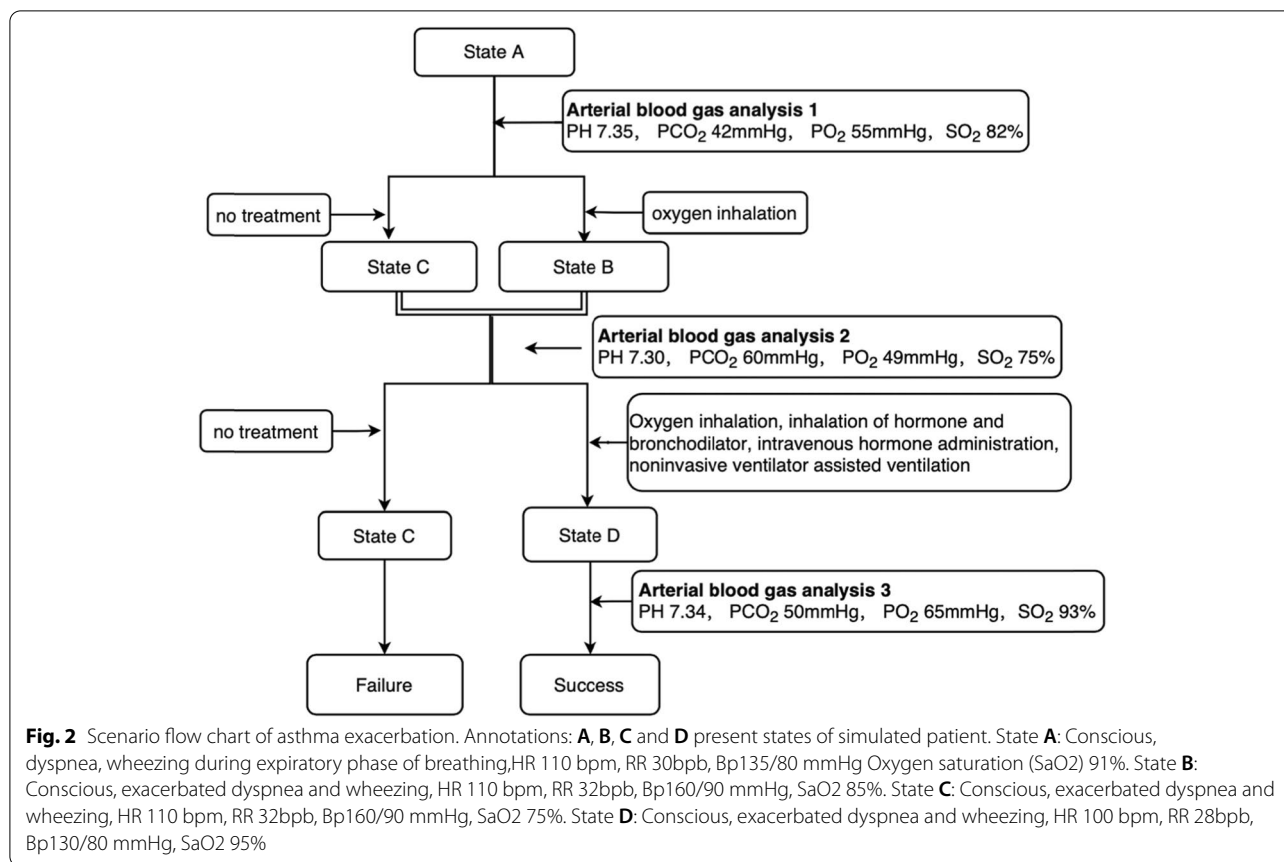 State A
Arterial blood gas analysis 1
PH 7.35, PCO2 42mmHg, PO2 55mmHg, SO2 82%
no treatment
oxygen inhalation
State C
State B
Arterial blood gas analysis 2
PH 7.30, PCO2 60mmHg, PO2 49mmHg, SO2 75%
no treatment
Oxygen inhalation, inhalation of hormone and
bronchodilator, intravenous hormone administration,
noninvasive ventilator assisted ventilation
State C
State D
Arterial blood gas analysis 3
PH 7.34, PCO2 50mmHg, PO2 65mmHg, SO2 93%
Failure
Success
Fig. 2 Scenario flow chart of asthma exacerbation. Annotations: A, B, C and D present states of simulated patient. State A: Conscious,
dyspnea, wheezing during expiratory phase of breathing,HR 110 bpm, RR 30bpb, Bp135/80 mmHg Oxygen saturation (SaO2) 91%. State B:
Conscious, exacerbated dyspnea and wheezing, HR 110 bpm, RR 32bpb, Bp160/90 mmHg, SaO2 85%. State C: Conscious, exacerbated dyspnea and
wheezing, HR 110 bpm, RR 32bpb, Bp160/90 mmHg, SaO2 75%. State D: Conscious, exacerbated dyspnea and wheezing, HR 100 bpm, RR 28bpb,
Bp130/80 mmHg, SaO2 95%